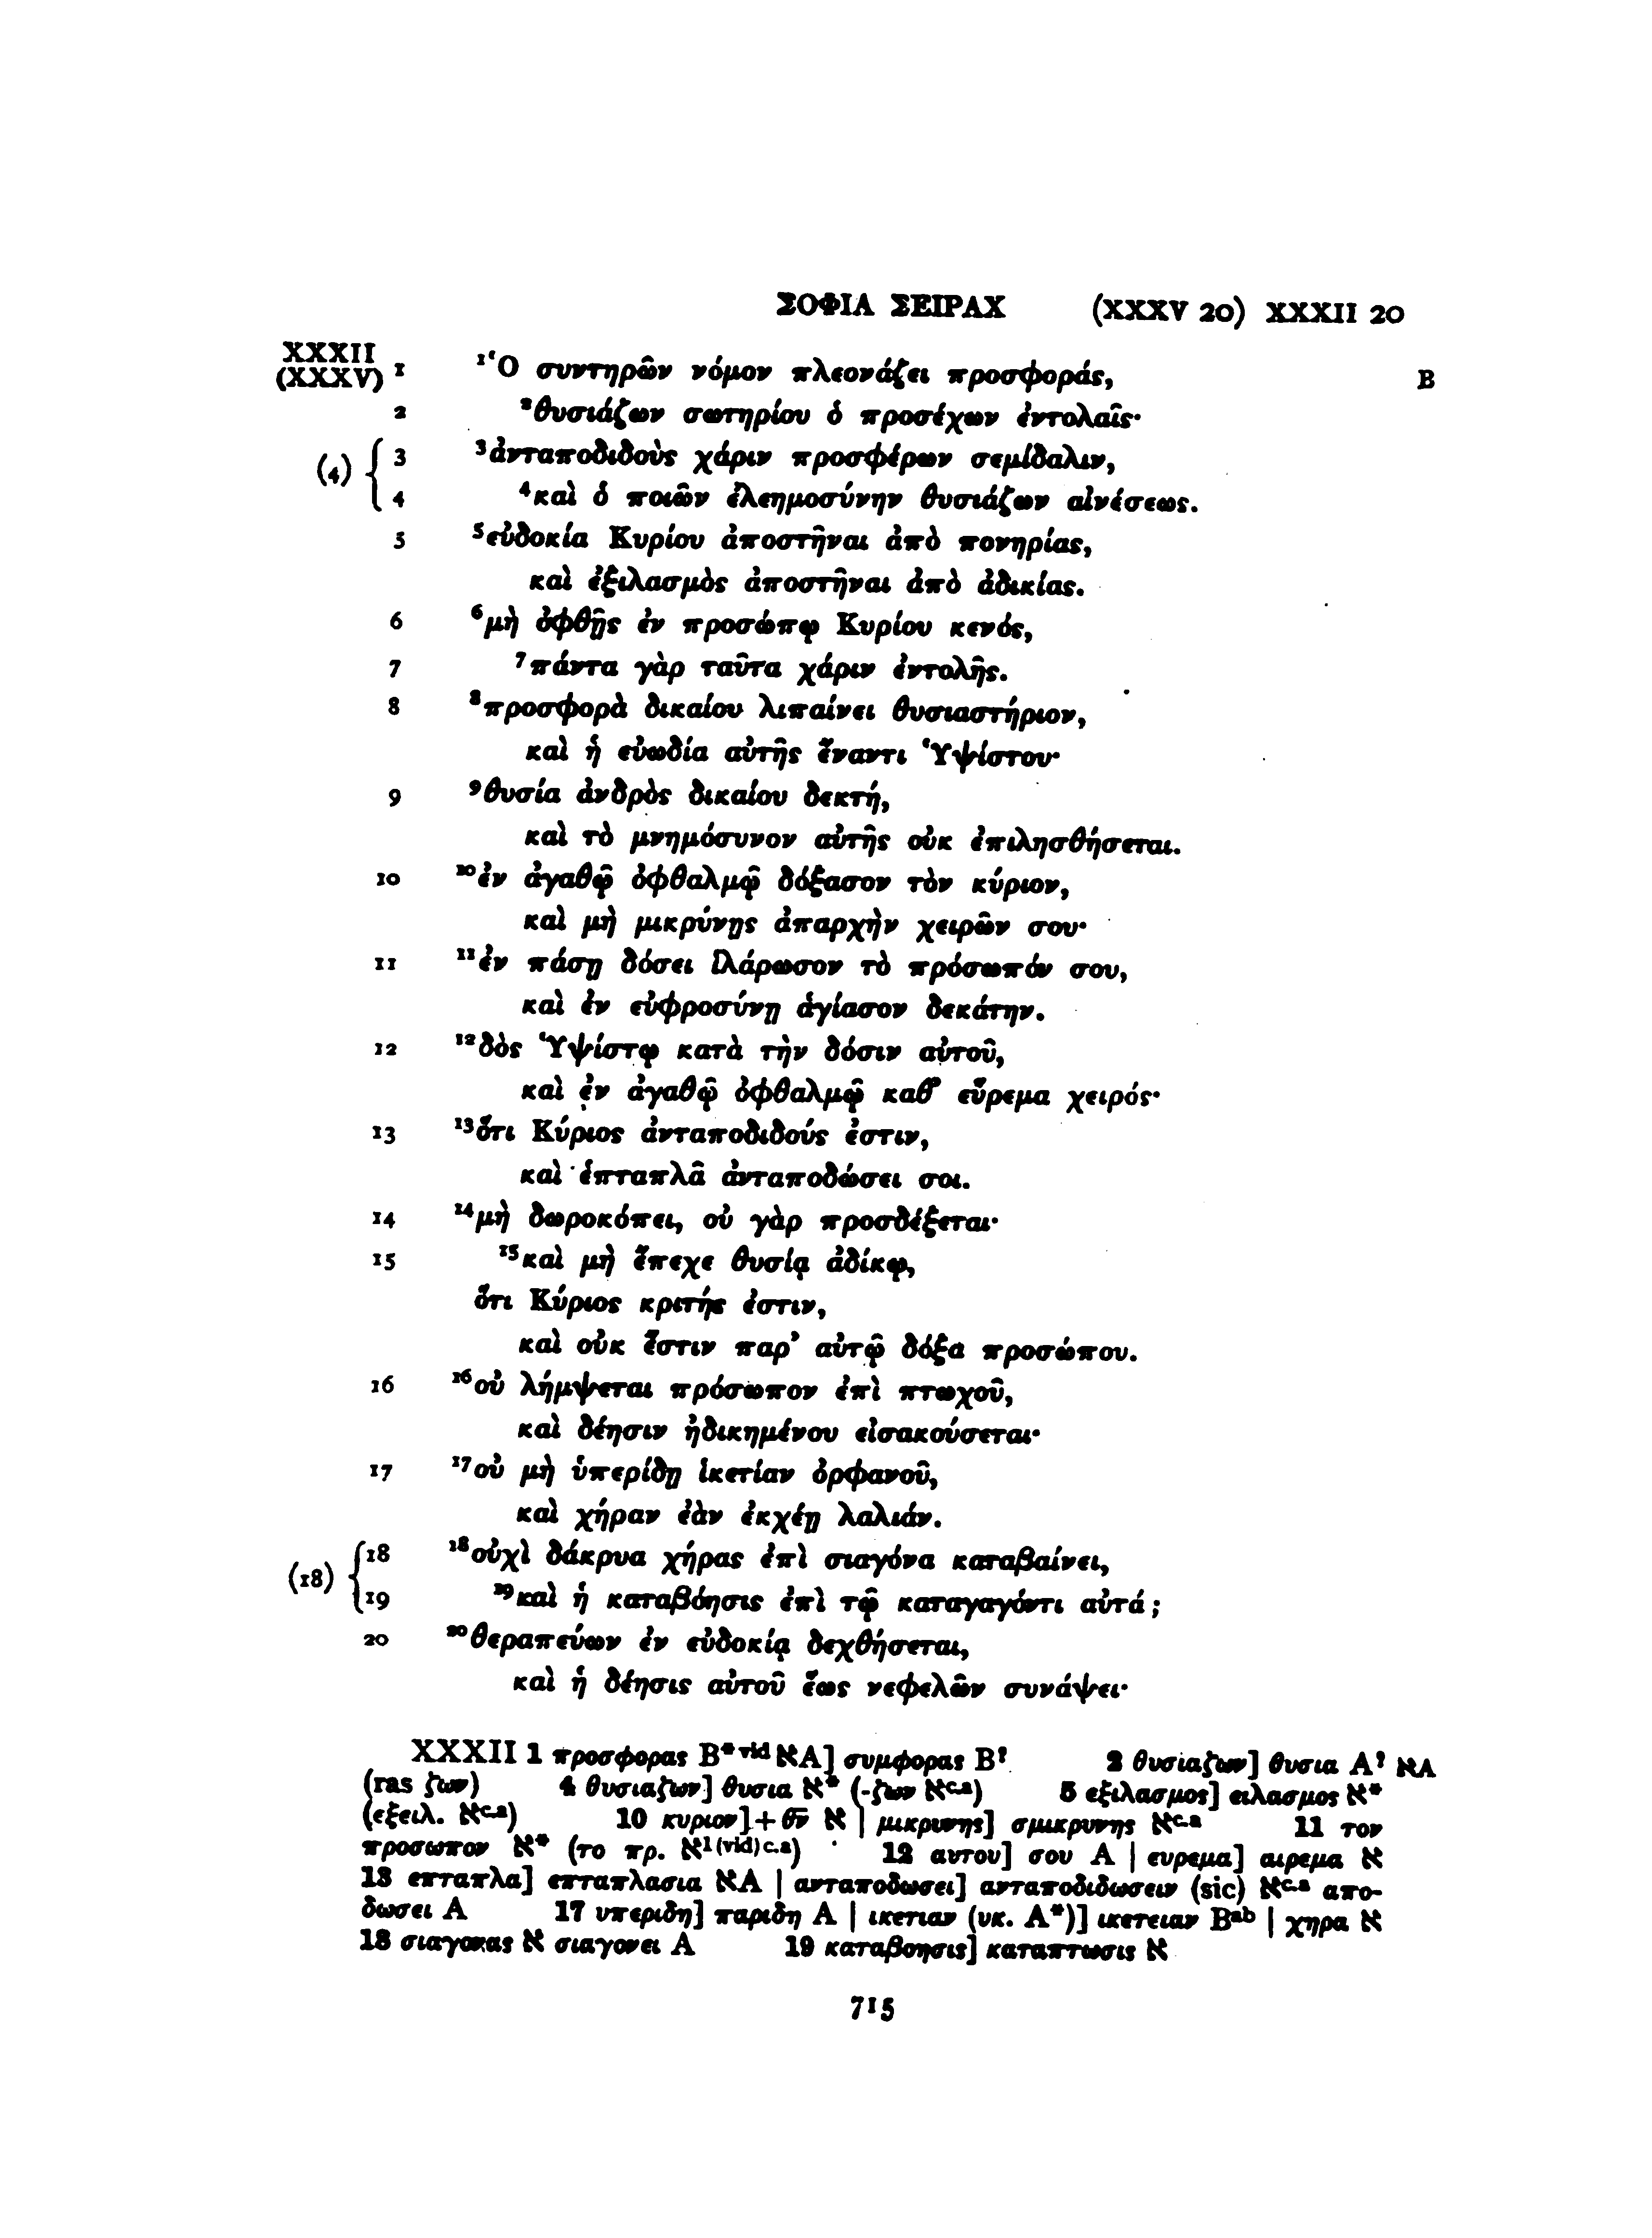 ΣΟΦΙΑ ΣΕΙΡΑΧ (XXXV 20) XXXII 20
XXXII
(XXXV) 1 ¹Ὁ συντηρῶν νόμον πλεονάζει προσφοράς, B
2 ²θυσιάζων σωτηρίου ὁ προσέχων ἐντολαῖς·
(4) { 3 ³ἀνταποδιδοὺς χάριν προσφέρων σεμίδαλιν,
4 ⁴καὶ ὁ ποιῶν ἐλεημοσύνην θυσιάζων αἰνέσεως.
5 ⁵εὐδοκία Κυρίου ἀποστῆναι ἀπὸ πονηρίας,
καὶ ἐξιλασμὸς ἀποστῆναι ἀπὸ ἀδικίας.
6 ⁶μὴ ὀφθῇς ἐν προσώπῳ Κυρίου κενός,
7 ⁷πάντα γὰρ ταῦτα χάριν ἐντολῆς.
8 ⁸προσφορὰ δικαίου λιπαίνει θυσιαστήριον,
καὶ ἡ εὐωδία αὐτῆς ἔναντι Ὑψίστου·
9 ⁹θυσία ἀνδρὸς δικαίου δεκτή,
καὶ τὸ μνημόσυνον αὐτῆς οὐκ ἐπιλησθήσεται.
10 ¹⁰ἐν ἀγαθῷ ὀφθαλμῷ δόξασον τὸν κύριον,
καὶ μὴ μικρύνῃς ἀπαρχὴν χειρῶν σου·
11 ¹¹ἐν πάσῃ δόσει ἱλάρωσον τὸ πρόσωπόν σου,
καὶ ἐν εὐφροσύνῃ ἁγίασον δεκάτην.
12 ¹²δὸς Ὑψίστῳ κατὰ τὴν δόσιν αὐτοῦ,
καὶ ἐν ἀγαθῷ ὀφθαλμῷ καθ' εὕρεμα χειρός·
13 ¹³ὅτι Κύριος ἀνταποδιδούς ἐστιν,
καὶ ἑπταπλᾶ ἀνταποδώσει σοι.
14 ¹⁴μὴ δωροκόπει, οὐ γὰρ προσδέξεται·
15 ¹⁵καὶ μὴ ἔπεχε θυσίᾳ ἀδίκῳ,
ὅτι Κύριος κριτής ἐστιν,
καὶ οὐκ ἔστιν παρ' αὐτῷ δόξα προσώπου.
16 ¹⁶οὐ λήμψεται πρόσωπον ἐπὶ πτωχοῦ,
καὶ δέησιν ἠδικημένου εἰσακούσεται·
17 ¹⁷οὐ μὴ ὑπερίδῃ ἱκετίαν ὀρφανοῦ,
καὶ χήραν ἐὰν ἐκχέῃ λαλιάν.
(18) { 18 ¹⁸οὐχὶ δάκρυα χήρας ἐπὶ σιαγόνα καταβαίνει,
19 ¹⁹καὶ ἡ καταβόησις ἐπὶ τῷ καταγαγόντι αὐτά;
20 ²⁰θεραπεύων ἐν εὐδοκίᾳ δεχθήσεται,
καὶ ἡ δέησις αὐτοῦ ἕως νεφελῶν συνάψει·
XXXII 1 προσφορας B*ᵛⁱᵈ אA] συμφορας B? 2 θυσιαζων] θυσια A? אA
(ras ζων) 4 θυσιαζων] θυσια א* (-ζων אᶜ·ᵃ) 5 εξιλασμος] ειλασμος א*
(εξειλ. אᶜ·ᵃ) 10 κυριον]+θ̅ν̅ א | μικρυνης] σμικρυνης אᶜ·ᵃ 11 τον
προσωπον א* (το πρ. א¹⁽ᵛⁱᵈ⁾ᶜ·ᵃ) 12 αυτου] σου A | ευρεμα] αιρεμα א
13 επταπλα] επταπλασια אA | ανταποδωσει] ανταποδιδωσειν (sic) אᶜ·ᵃ απο-
δωσει A 17 υπεριδη] παριδη A | ικετιαν (υκ. A*)] ικετειαν Bᵃᵇ | χηρα א
18 σιαγονας א σιαγονει A 19 καταβοησις] καταπτωσις א
715